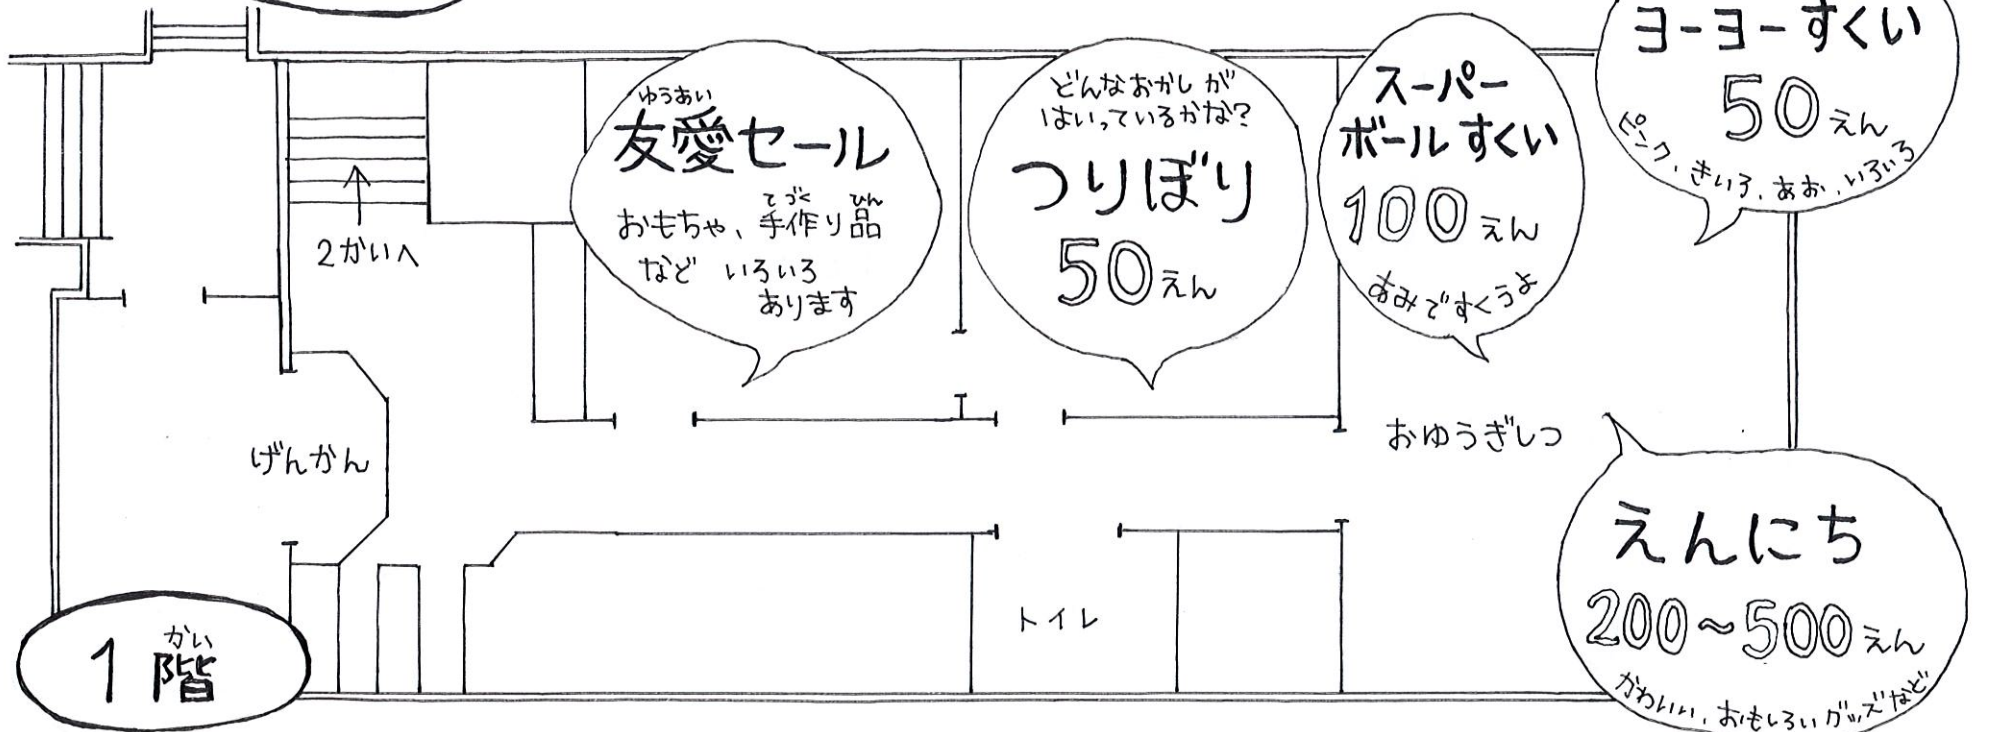 ヨーヨーすくい
50えん
ピンク、きいろ、あお、いろいろ
スーパー
ボールすくい
100えん
あみですくうよ
どんなおかしが
はいっているかな?
つりぼり
50えん
ゆうあい
友愛セール
てづく ひん
おもちゃ、手作り品
など いろいろ
あります
2かいへ
げんかん
おゆうぎしつ
えんにち
200～500えん
かわいい、おもしろいグッズなど
トイレ
かい
1階